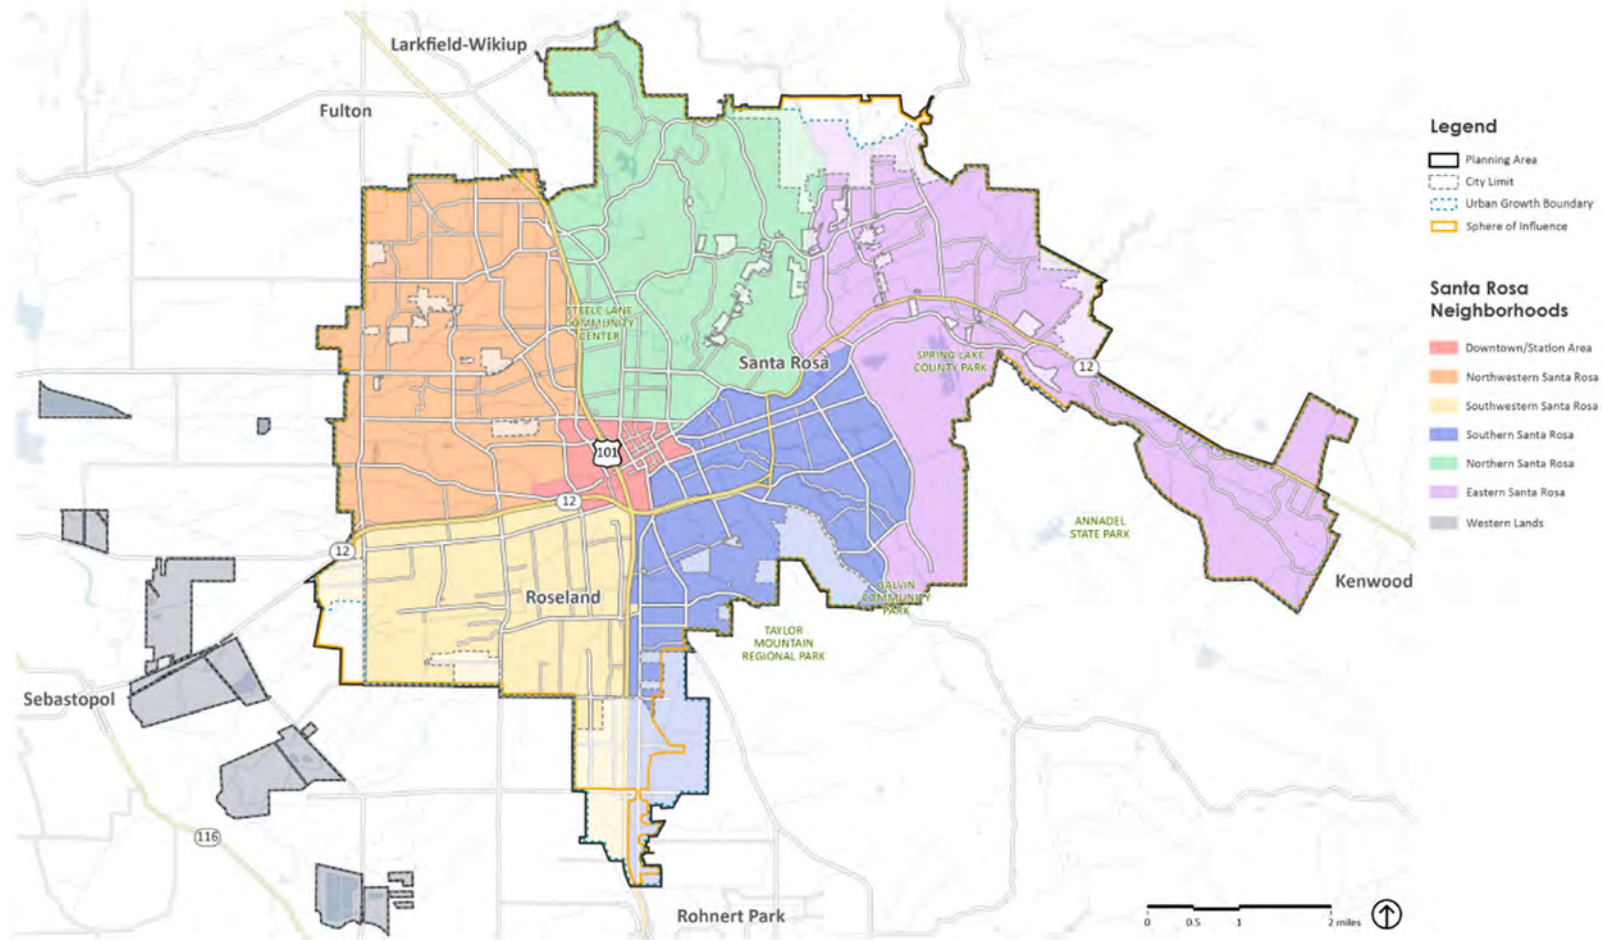 Larkfield-Wikiup
Fulton
STEELE LANE
COMMUNITY
CENTER
Santa Rosa
SPRING LAKE
COUNTY PARK
12
101
12
12
ANNADEL
STATE PARK
Kenwood
Roseland
GALVIN
COMMUNITY
PARK
TAYLOR
MOUNTAIN
REGIONAL PARK
Sebastopol
116
Rohnert Park
Legend
Planning Area
City Limit
Urban Growth Boundary
Sphere of Influence
Santa Rosa
Neighborhoods
Downtown/Station Area
Northwestern Santa Rosa
Southwestern Santa Rosa
Southern Santa Rosa
Northern Santa Rosa
Eastern Santa Rosa
Western Lands
0 0.5 1 2 miles